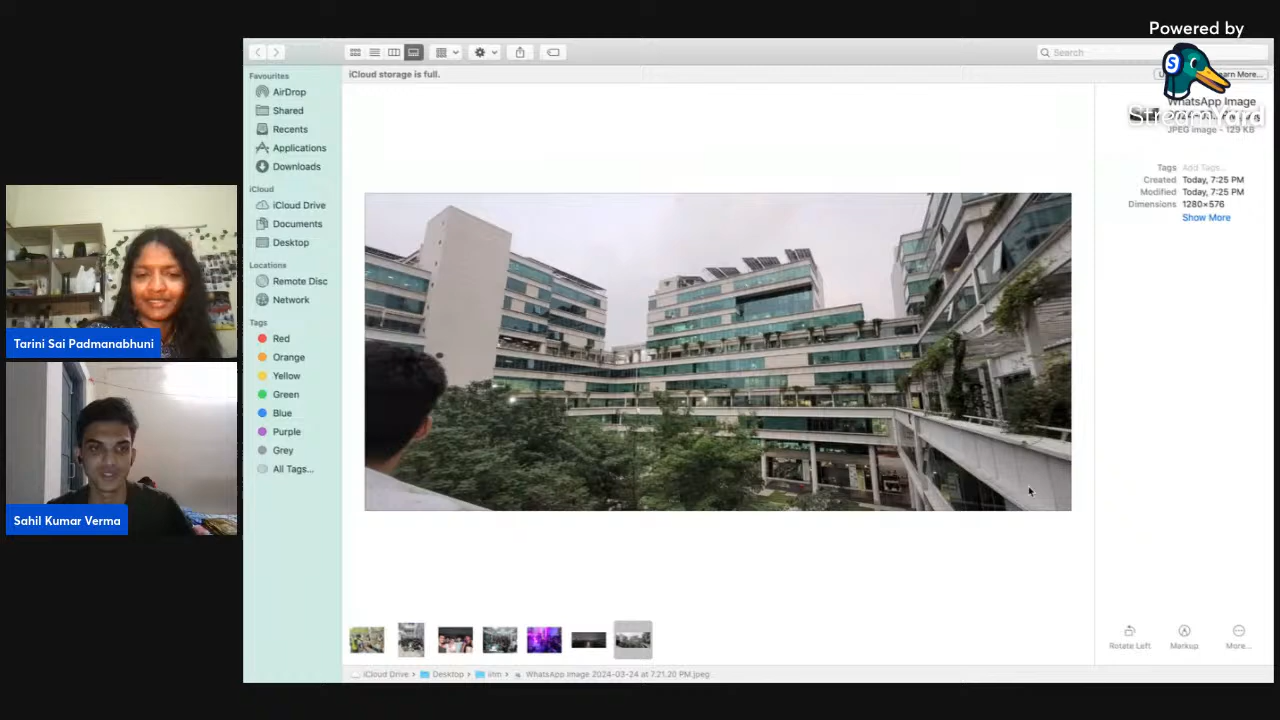 Powered by
StreamYard
Search
iCloud storage is full.
Learn More...
Favourites
AirDrop
Shared
Recents
Applications
Downloads
iCloud
iCloud Drive
Documents
Desktop
Locations
Remote Disc
Network
Tags
Red
Orange
Yellow
Green
Blue
Purple
Grey
All Tags...
WhatsApp Image
JPEG image - 129 KB
Tags Add Tags...
Created Today, 7:25 PM
Modified Today, 7:25 PM
Dimensions 1280×576
Show More
Tarini Sai Padmanabhuni
Sahil Kumar Verma
Rotate Left
Markup
More...
iCloud Drive › Desktop › iitm › WhatsApp Image 2024-03-24 at 7.21.20 PM.jpeg